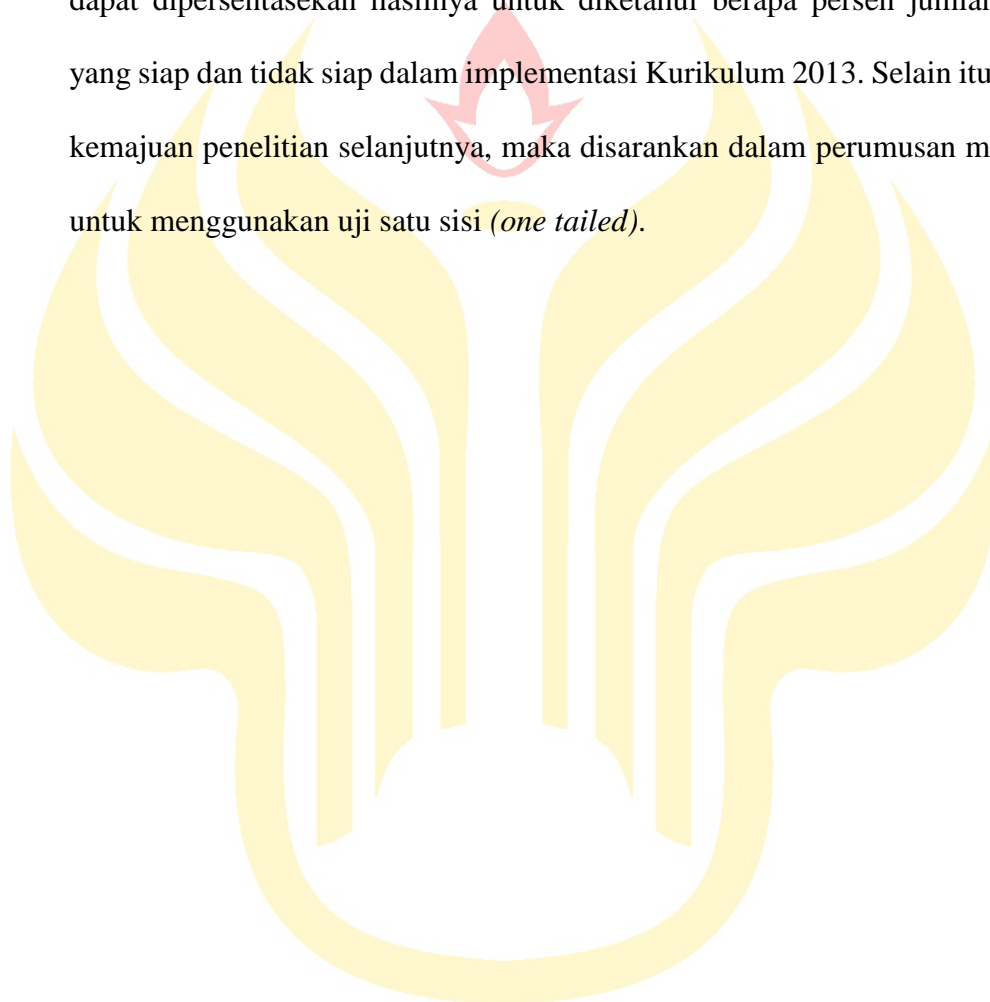 dapat dipersentasekan hasilnya untuk diketahui berapa persen jumlah
yang siap dan tidak siap dalam implementasi Kurikulum 2013. Selain itu
kemajuan penelitian selanjutnya, maka disarankan dalam perumusan m
untuk menggunakan uji satu sisi (one tailed).